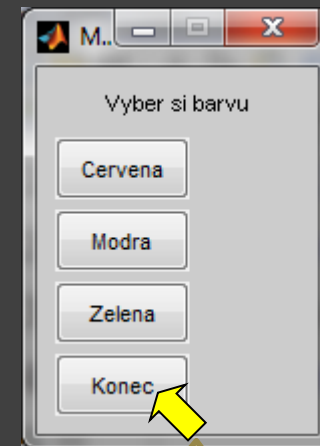 M..
Vyber si barvu
Cervena
Modra
Zelena
Konec